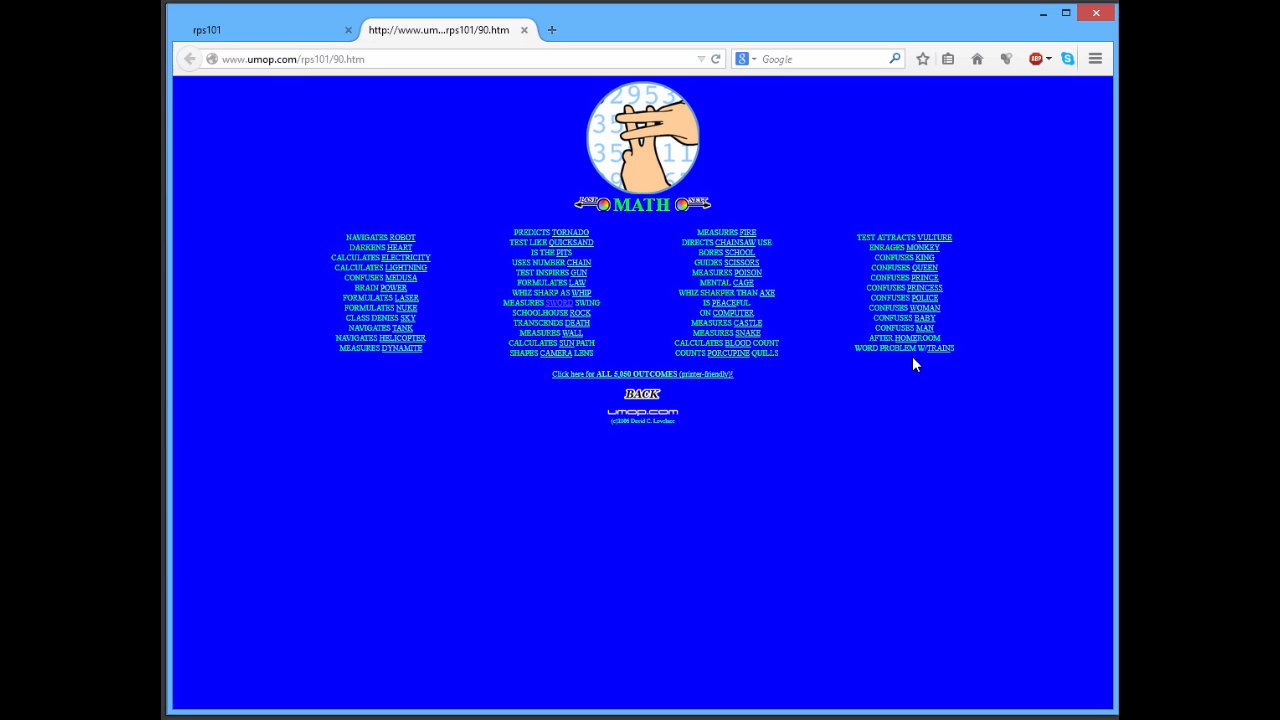 rps101
http://www.um...rps101/90.htm
www.umop.com/rps101/90.htm
Google
ABP
2953
35
35 11
MATH
NAVIGATES ROBOT
DARKENS HEART
CALCULATES ELECTRICITY
CALCULATES LIGHTNING
CONFUSES MEDUSA
BRAIN POWER
FORMULATES LASER
FORMULATES NUKE
CLASS DENIES SKY
NAVIGATES TANK
NAVIGATES HELICOPTER
MEASURES DYNAMITE
PREDICTS TORNADO
TEST LIKE QUICKSAND
IS THE PITS
USES NUMBER CHAIN
TEST INSPIRES GUN
FORMULATES LAW
WHIZ SHARP AS WHIP
MEASURES SWORD SWING
SCHOOLHOUSE ROCK
TRANSCENDS DEATH
MEASURES WALL
CALCULATES SUN PATH
SHAPES CAMERA LENS
MEASURES FIRE
DIRECTS CHAINSAW USE
BORES SCHOOL
GUIDES SCISSORS
MEASURES POISON
MENTAL CAGE
WHIZ SHARPER THAN AXE
IS PEACEFUL
ON COMPUTER
MEASURES CASTLE
MEASURES SNAKE
CALCULATES BLOOD COUNT
COUNTS PORCUPINE QUILLS
TEST ATTRACTS VULTURE
ENRAGES MONKEY
CONFUSES KING
CONFUSES QUEEN
CONFUSES PRINCE
CONFUSES PRINCESS
CONFUSES POLICE
CONFUSES WOMAN
CONFUSES BABY
CONFUSES MAN
AFTER HOMEROOM
WORD PROBLEM W/TRAINS
Click here for ALL 5,050 OUTCOMES (printer-friendly)!
BACK
umop.com
David C. Lovelace